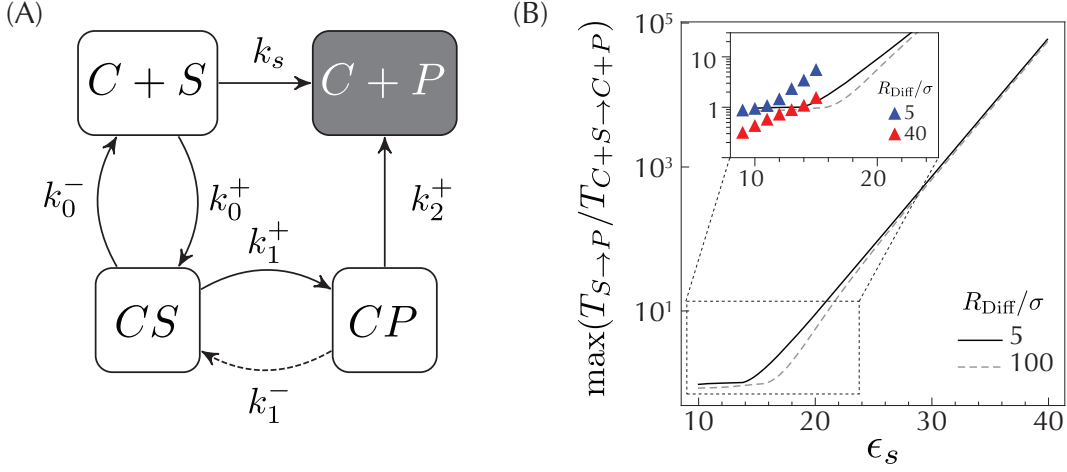 (A)
C + S
k_s
C + P
k_0^-
k_0^+
k_1^+
k_2^+
CS
CP
k_1^-
(B)
max(T_{S→P}/T_{C+S→C+P})
10^5
10^3
10^1
10
1
10
20
R_Diff/σ
5
40
R_Diff/σ
5
100
10
20
30
40
ϵ_s